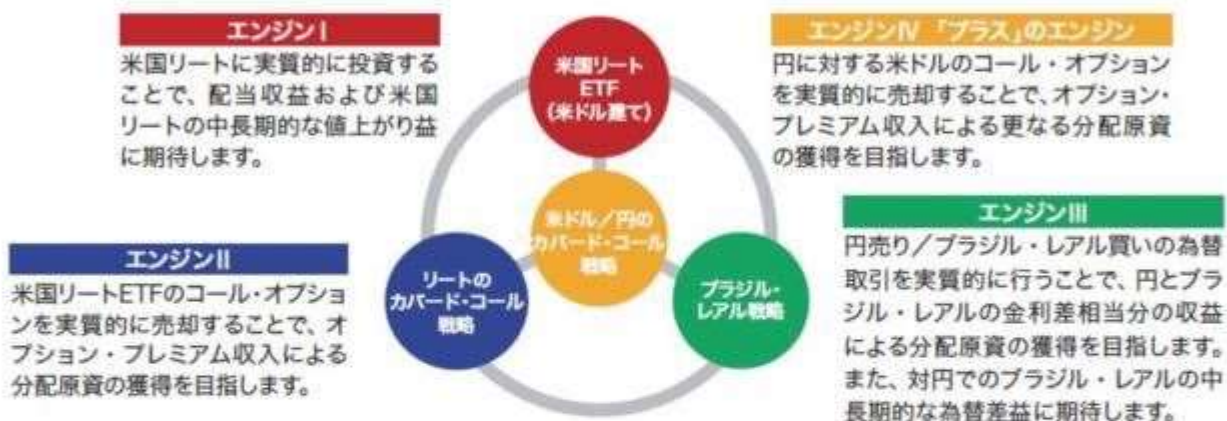 エンジンI
米国リートに実質的に投資する
ことで、配当収益および米国
リートの中長期的な値上がり益
に期待します。
米国リート
ETF
(米ドル建て)
エンジンIV 「プラス」のエンジン
円に対する米ドルのコール・オプション
を実質的に売却することで、オプション・
プレミアム収入による更なる分配原資
の獲得を目指します。
エンジンII
米国リートETFのコール・オプショ
ンを実質的に売却することで、オ
プション・プレミアム収入による
分配原資の獲得を目指します。
リートの
カバード・コール
戦略
米ドル/円の
カバード・コール
戦略
ブラジル・
レアル戦略
エンジンIII
円売り/ブラジル・レアル買いの為替
取引を実質的に行うことで、円とブラ
ジル・レアルの金利差相当分の収益
による分配原資の獲得を目指します。
また、対円でのブラジル・レアルの中
長期的な為替差益に期待します。